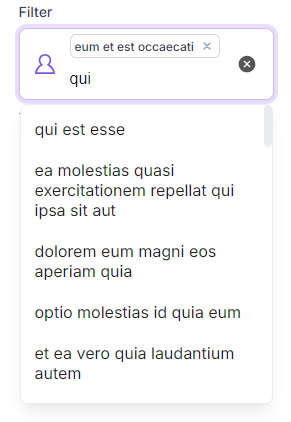 Filter
eum et est occaecati
qui
qui est esse
ea molestias quasi
exercitationem repellat qui
ipsa sit aut
dolorem eum magni eos
aperiam quia
optio molestias id quia eum
et ea vero quia laudantium
autem